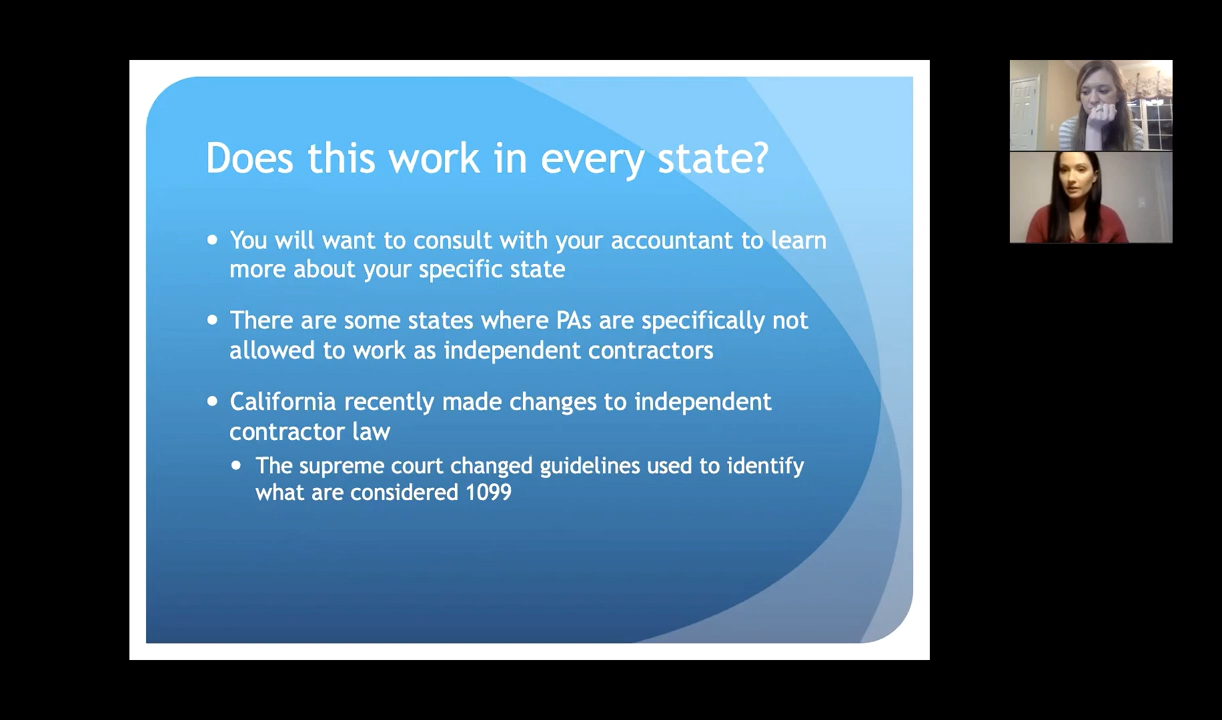 Does this work in every state?
• You will want to consult with your accountant to learn
more about your specific state
• There are some states where PAs are specifically not
allowed to work as independent contractors
• California recently made changes to independent
contractor law
• The supreme court changed guidelines used to identify
what are considered 1099